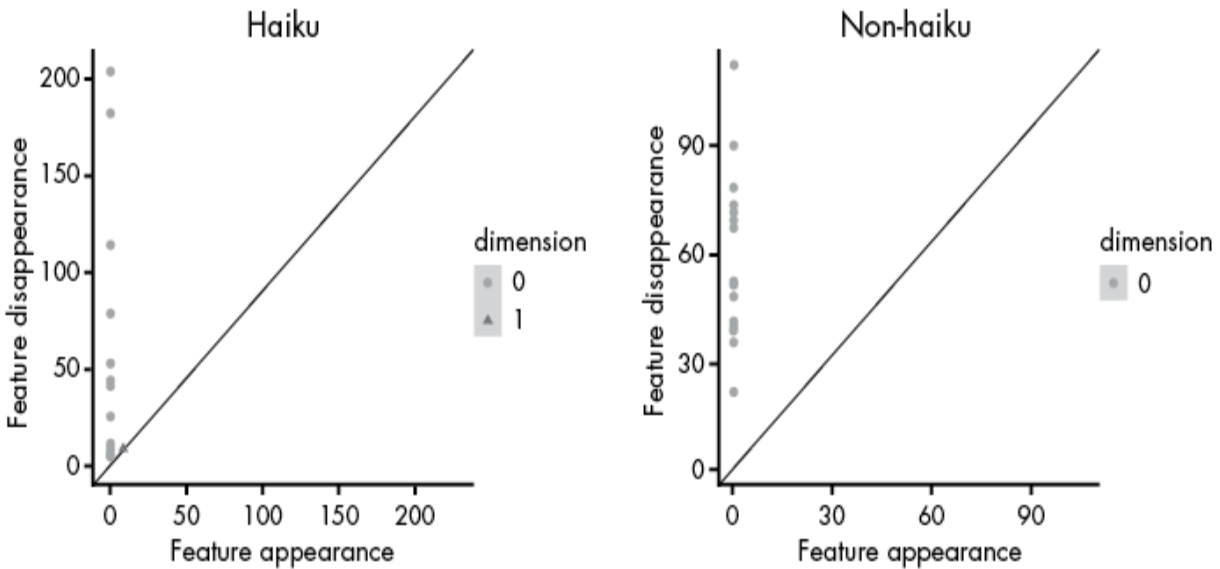 Haiku
200
150
100
50
0
Feature disappearance
0 50 100 150 200
Feature appearance
dimension
0
1
Non-haiku
90
60
30
0
Feature disappearance
0 30 60 90
Feature appearance
dimension
0